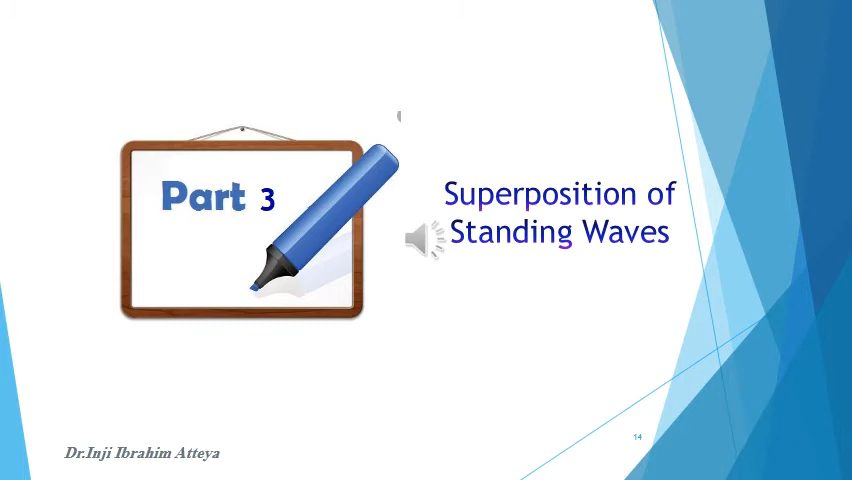 Part 3
Superposition of
Standing Waves
14
Dr.Inji Ibrahim Atteya